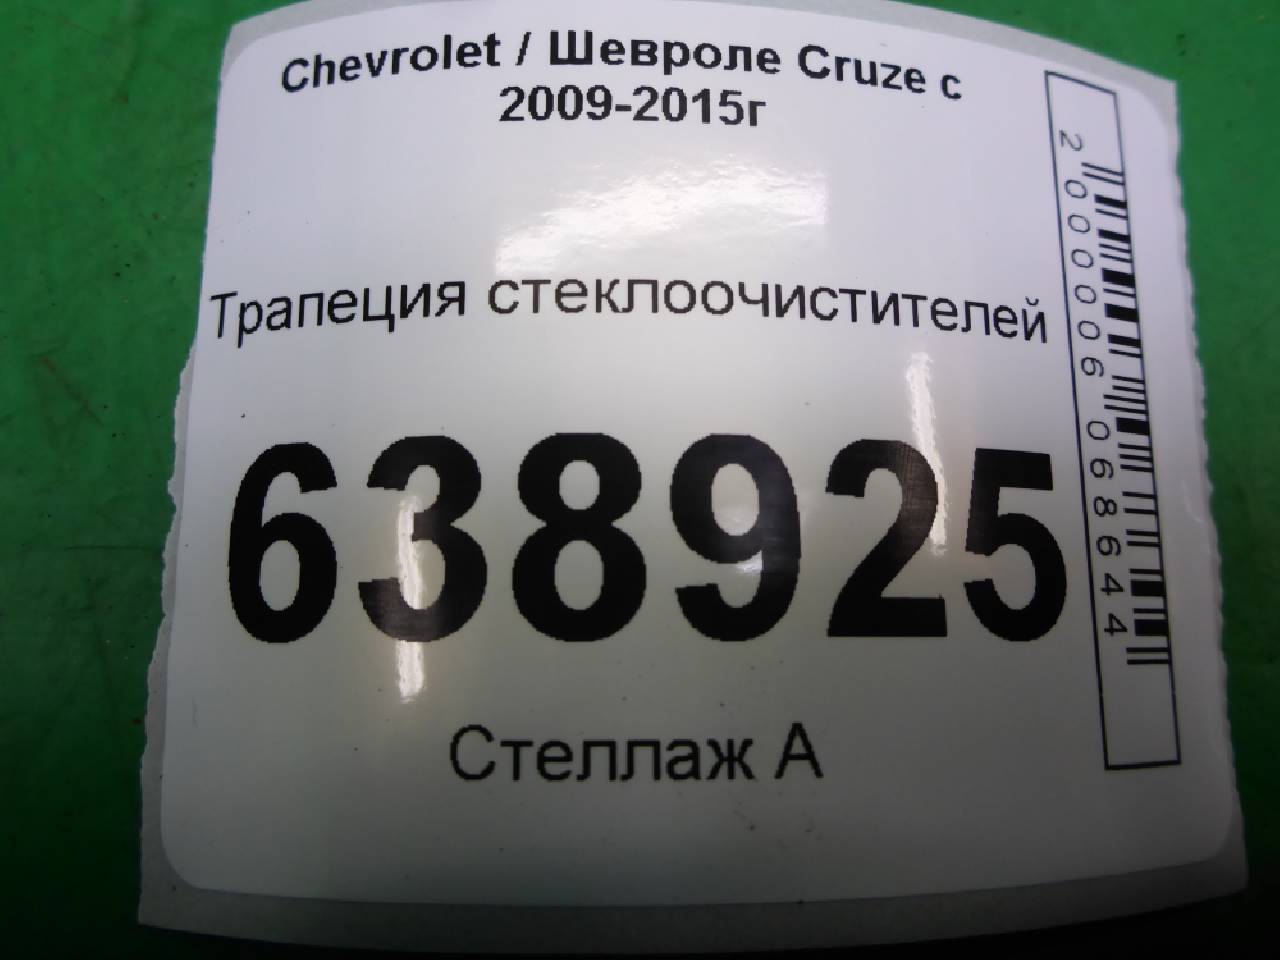 Chevrolet / Шевроле Cruze с
2009-2015г
Трапеция стеклоочистителей
638925
Стеллаж А
2000006068644